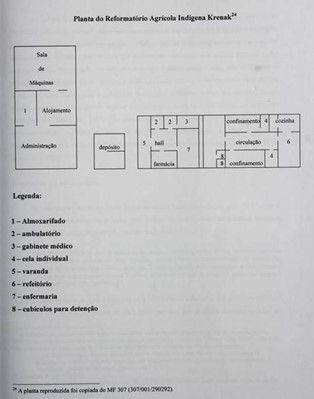 Planta do Reformatório Agrícola Indígena Krenak24
Sala
de
Máquinas
1 Alojamento
Administração
depósito
2 2 3
5 hall
7
farmácia
confinamento 4 cozinha
circulação 6
8 4
8 confinamento
Legenda:
1 – Almoxarifado
2 – ambulatório
3 – gabinete médico
4 – cela individual
5 – varanda
6 – refeitório
7 – enfermaria
8 – cubículos para detenção
24 A planta reproduzida foi copiada do MF 307 (307/001/290292).